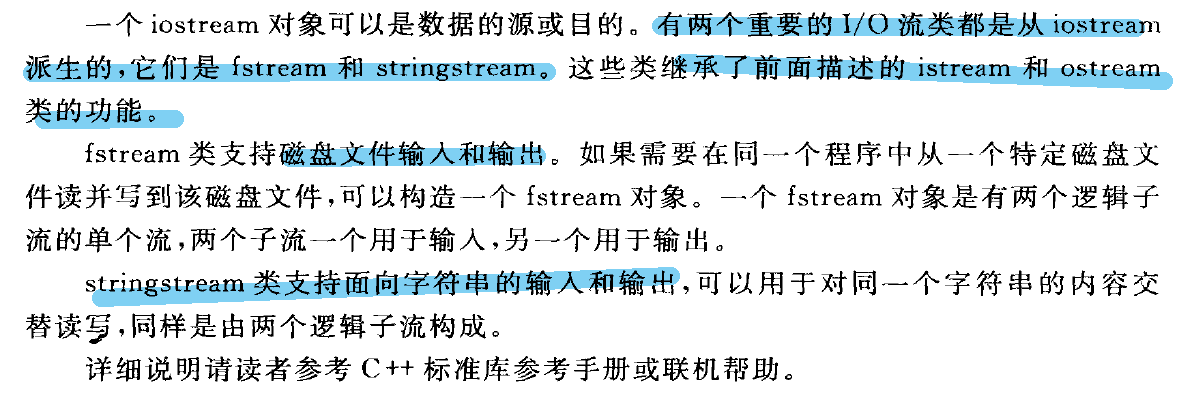 一个 iostream 对象可以是数据的源或目的。有两个重要的 I/O 流类都是从 iostream
派生的,它们是 fstream 和 stringstream。这些类继承了前面描述的 istream 和 ostream
类的功能。
fstream 类支持磁盘文件输入和输出。如果需要在同一个程序中从一个特定磁盘文
件读并写到该磁盘文件,可以构造一个 fstream 对象。一个 fstream 对象是有两个逻辑子
流的单个流,两个子流一个用于输入,另一个用于输出。
stringstream 类支持面向字符串的输入和输出,可以用于对同一个字符串的内容交
替读写,同样是由两个逻辑子流构成。
详细说明请读者参考 C++ 标准库参考手册或联机帮助。